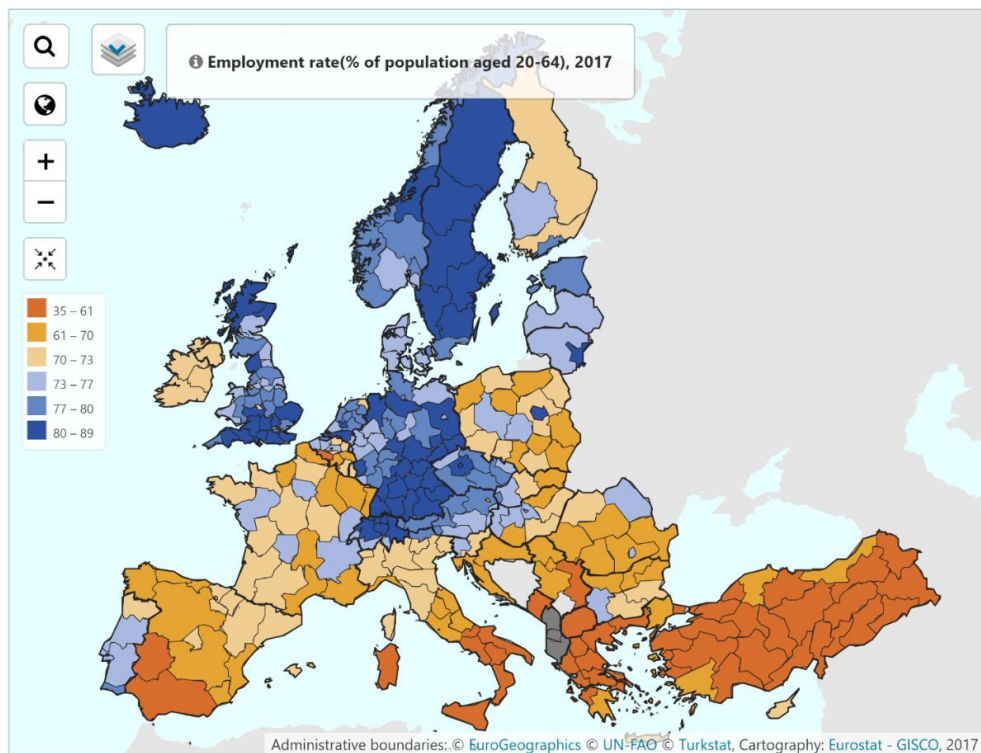 Employment rate(% of population aged 20-64), 2017
+
−
35 – 61
61 – 70
70 – 73
73 – 77
77 – 80
80 – 89
Administrative boundaries: © EuroGeographics © UN-FAO © Turkstat, Cartography: Eurostat - GISCO, 2017